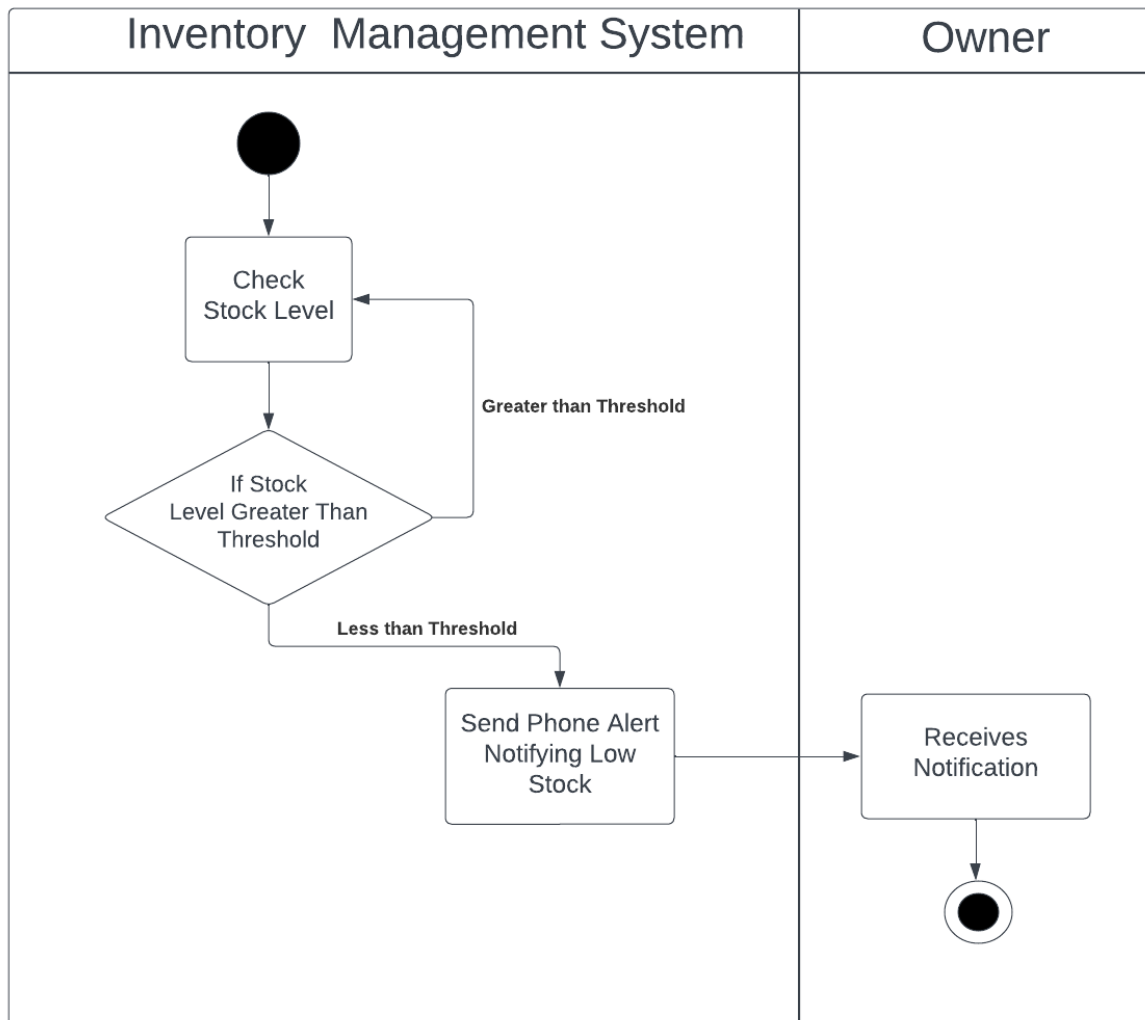 Inventory  Management System
Owner
Check
Stock Level
Greater than Threshold
If Stock
Level Greater Than
Threshold
Less than Threshold
Send Phone Alert
Notifying Low
Stock
Receives
Notification